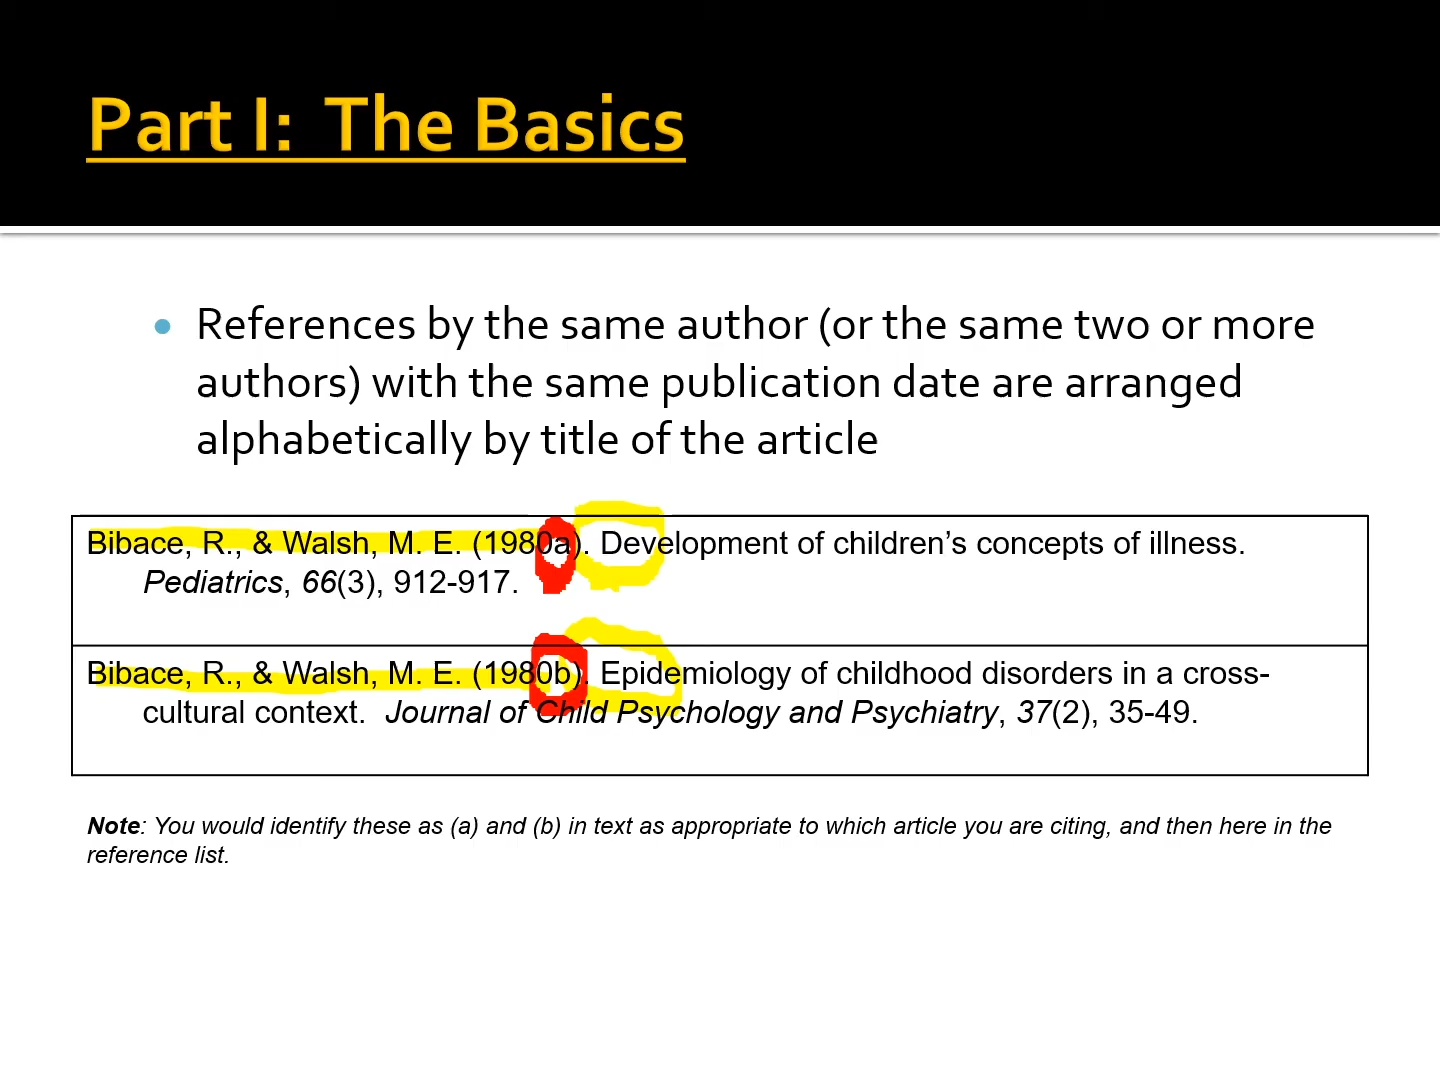 Part I:  The Basics
• References by the same author (or the same two or more
authors) with the same publication date are arranged
alphabetically by title of the article
Bibace, R., & Walsh, M. E. (1980a). Development of children’s concepts of illness.
Pediatrics, 66(3), 912-917.
Bibace, R., & Walsh, M. E. (1980b). Epidemiology of childhood disorders in a cross-
cultural context.  Journal of Child Psychology and Psychiatry, 37(2), 35-49.
Note: You would identify these as (a) and (b) in text as appropriate to which article you are citing, and then here in the
reference list.